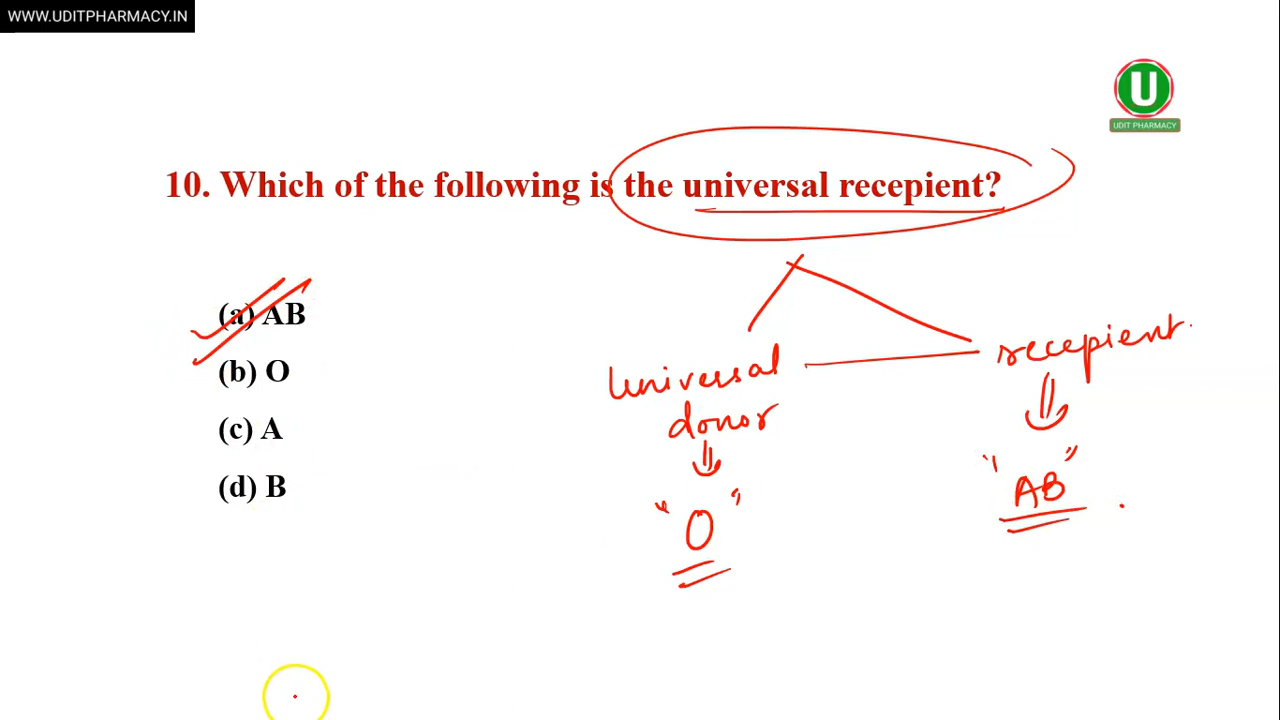 WWW.UDITPHARMACY.IN
U
UDIT PHARMACY
10. Which of the following is the universal recepient?
(a) AB
(b) O
(c) A
(d) B
universal
donor
"O"
recepient.
"AB".